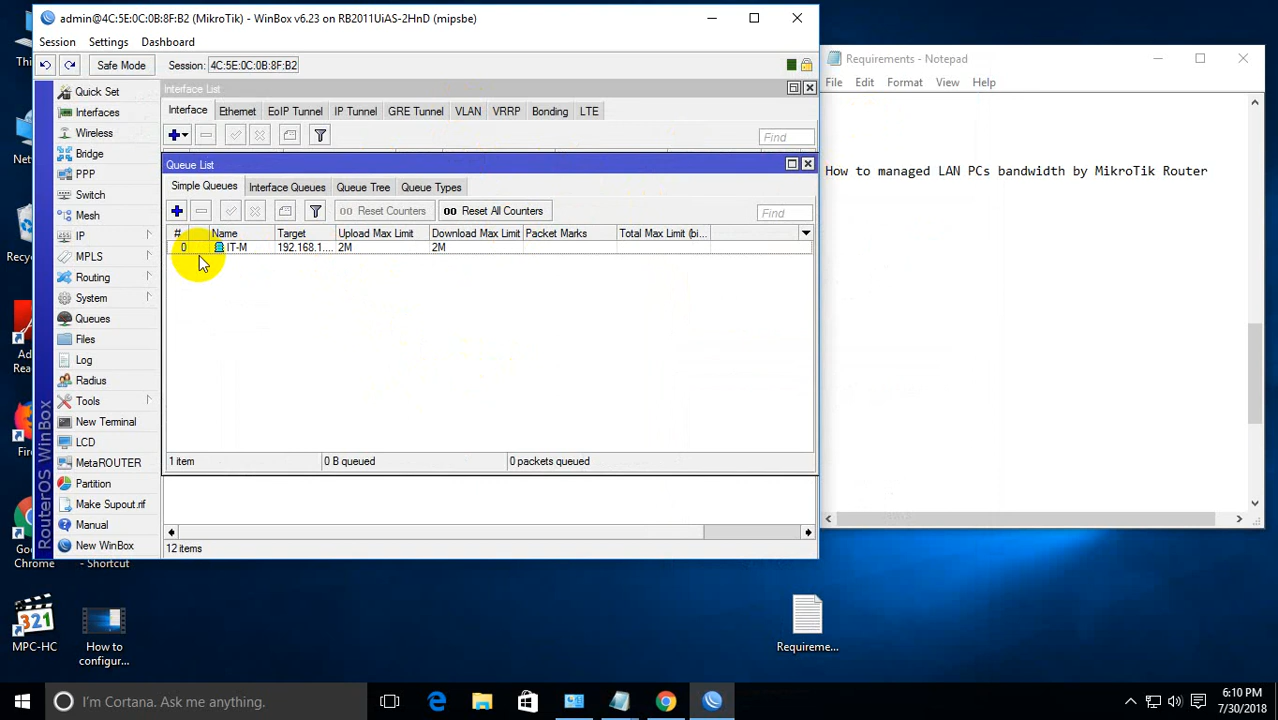 admin@4C:5E:0C:0B:8F:B2 (MikroTik) - WinBox v6.23 on RB2011UiAS-2HnD (mipsbe)
Session Settings Dashboard
Safe Mode Session: 4C:5E:0C:0B:8F:B2
Quick Set
Interfaces
Wireless
Bridge
PPP
Switch
Mesh
IP
MPLS
Routing
System
Queues
Files
Log
Radius
Tools
New Terminal
LCD
MetaROUTER
Partition
Make Supout.rif
Manual
New WinBox
RouterOS WinBox
Interface List
Interface Ethernet EoIP Tunnel IP Tunnel GRE Tunnel VLAN VRRP Bonding LTE
Find
Queue List
Simple Queues Interface Queues Queue Tree Queue Types
00 Reset Counters 00 Reset All Counters Find
# Name Target Upload Max Limit Download Max Limit Packet Marks Total Max Limit (bi...
0 IT-M 192.168.1.... 2M 2M
1 item 0 B queued 0 packets queued
12 items
Requirements - Notepad
File Edit Format View Help
How to managed LAN PCs bandwidth by MikroTik Router
Chrome
- Shortcut
321
MPC-HC
How to
configur...
Requireme...
I'm Cortana. Ask me anything.
6:10 PM
7/30/2018